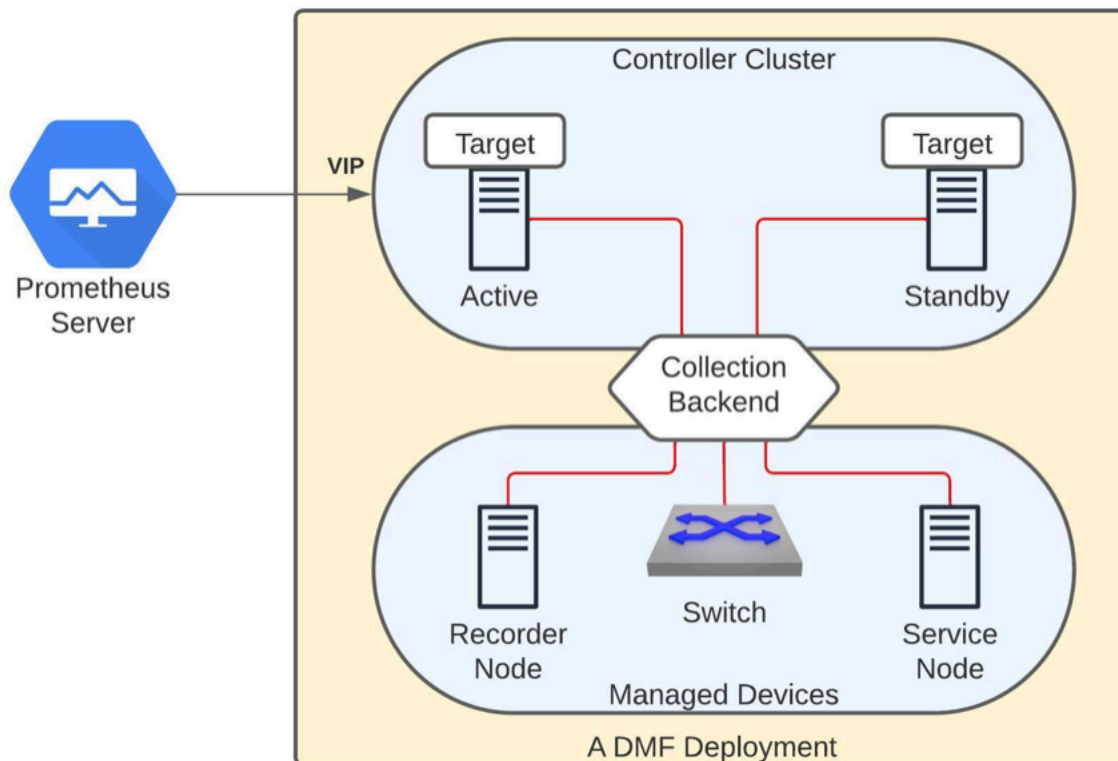 Controller Cluster
Target
Target
VIP
Prometheus
Server
Active
Standby
Collection
Backend
Recorder
Node
Switch
Service
Node
Managed Devices
A DMF Deployment